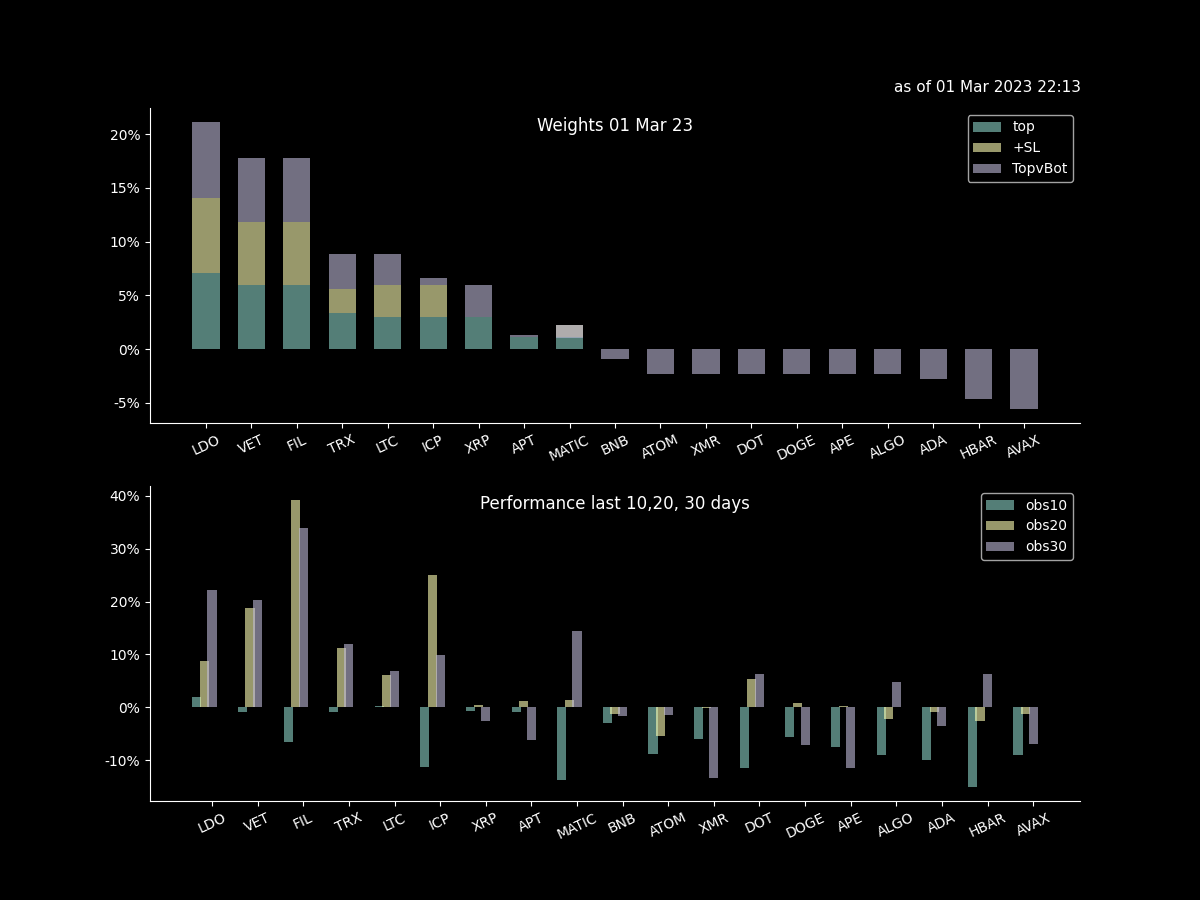 as of 01 Mar 2023 22:13
Weights 01 Mar 23
top
+SL
TopvBot
20%
15%
10%
5%
0%
-5%
LDO VET FIL TRX LTC ICP XRP APT MATIC BNB ATOM XMR DOT DOGE APE ALGO ADA HBAR AVAX
Performance last 10,20, 30 days
obs10
obs20
obs30
40%
30%
20%
10%
0%
-10%
LDO VET FIL TRX LTC ICP XRP APT MATIC BNB ATOM XMR DOT DOGE APE ALGO ADA HBAR AVAX